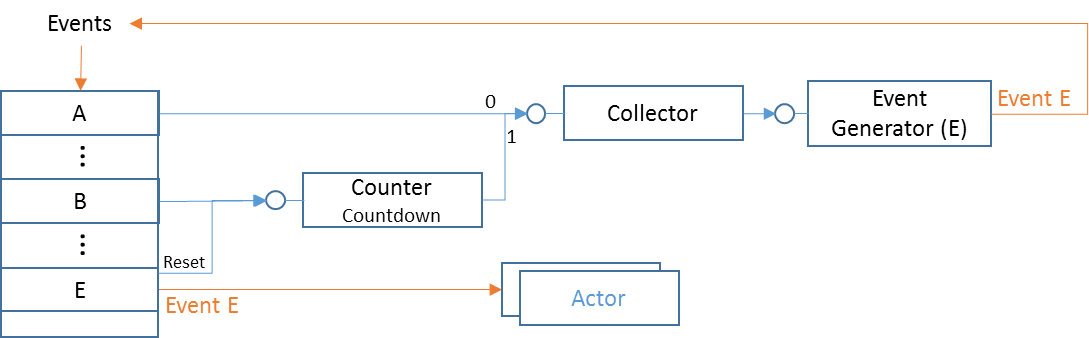 Events
A
0
Collector
Event
Generator (E)
Event E
1
⋮
B
Counter
Countdown
⋮
Reset
E
Event E
Actor